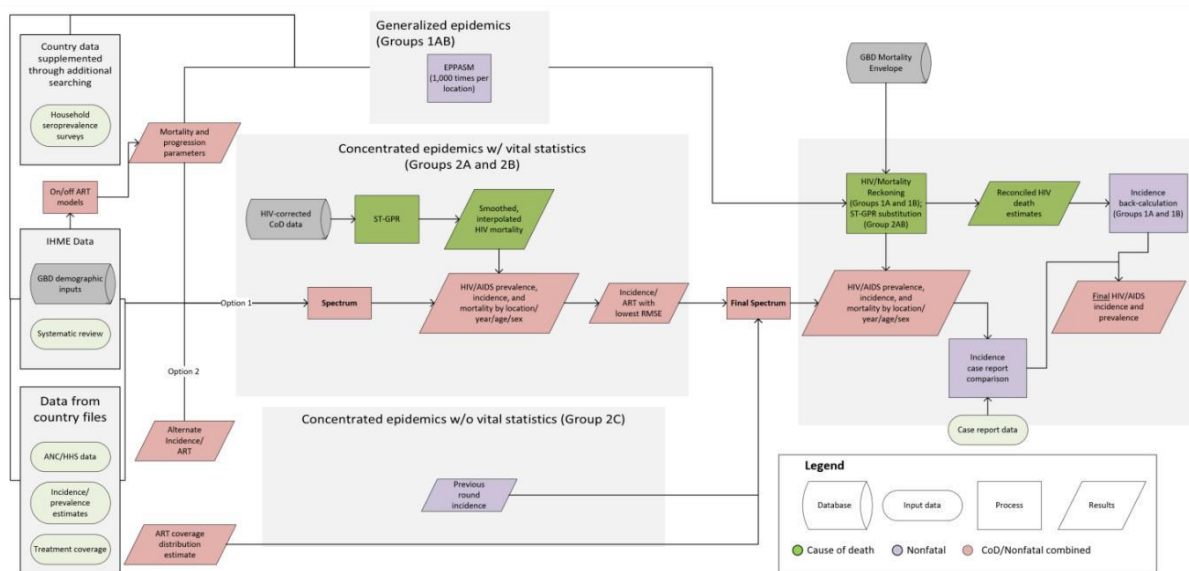 Country data
supplemented
through additional
searching
Household
seroprevalence
surveys
On/off ART
models
IHME Data
GBD demographic
inputs
Systematic review
Data from
country files
ANC/HHS data
Incidence/
prevalence
estimates
Treatment coverage
Mortality and
progression
parameters
Option 1
Option 2
Alternate
Incidence/
ART
ART coverage
distribution
estimate
Generalized epidemics
(Groups 1AB)
EPPASM
(1,000 times per
location)
Concentrated epidemics w/ vital statistics
(Groups 2A and 2B)
HIV-corrected
CoD data
ST-GPR
Smoothed,
interpolated
HIV mortality
Spectrum
HIV/AIDS prevalence,
incidence, and
mortality by location/
year/age/sex
Incidence/
ART with
lowest RMSE
Concentrated epidemics w/o vital statistics (Group 2C)
Previous
round
incidence
Final Spectrum
GBD Mortality
Envelope
HIV/Mortality
Reckoning
(Groups 1A and 1B);
ST-GPR substitution
(Group 2AB)
Reconciled HIV
death
estimates
Incidence
back-calculation
(Groups 1A and 1B)
HIV/AIDS prevalence,
incidence, and
mortality by location/
year/age/sex
Final HIV/AIDS
incidence and
prevalence
Incidence
case report
comparison
Case report data
Legend
Database
Input data
Process
Results
Cause of death
Nonfatal
CoD/Nonfatal combined